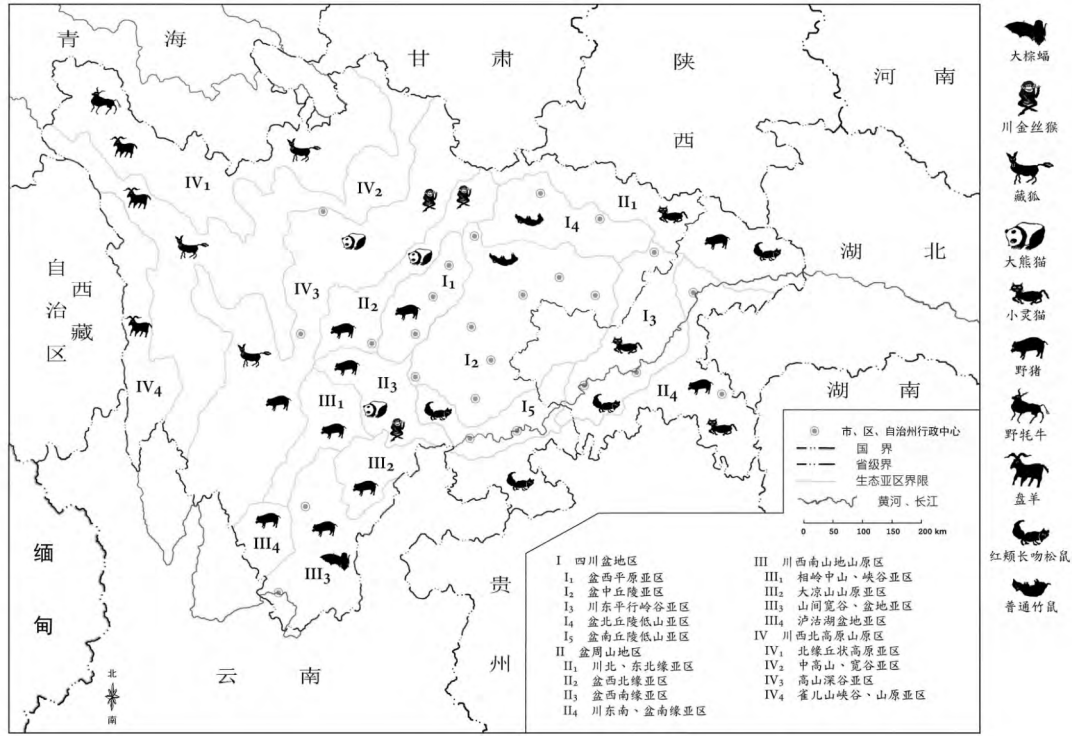 青 海
甘 肃
陕 西
河 南
湖 北
湖 南
西藏
自治区
缅 甸
云 南
贵 州
IV₁
IV₂
IV₃
IV₄
II₁
I₄
I₁
II₂
I₃
I₂
II₃
III₁
I₅
II₄
III₂
III₄
III₃
北
南
大棕蝠
川金丝猴
藏狐
大熊猫
小灵猫
野猪
野牦牛
盘羊
红颊长吻松鼠
普通竹鼠
市、区、自治州行政中心
国 界
省级界
生态亚区界限
黄河、长江
0 50 100 150 200 km
I 四川盆地区
I₁ 盆西平原亚区
I₂ 盆中丘陵亚区
I₃ 川东平行岭谷亚区
I₄ 盆北丘陵低山亚区
I₅ 盆南丘陵低山亚区
II 盆周山地区
II₁ 川北、东北缘亚区
II₂ 盆西北缘亚区
II₃ 盆西南缘亚区
II₄ 川东南、盆南缘亚区
III 川西南山地山原区
III₁ 相岭中山、峡谷亚区
III₂ 大凉山山原亚区
III₃ 山间宽谷、盆地亚区
III₄ 泸沽湖盆地亚区
IV 川西北高原山原区
IV₁ 北缘丘状高原亚区
IV₂ 中高山、宽谷亚区
IV₃ 高山深谷亚区
IV₄ 雀儿山峡谷、山原亚区